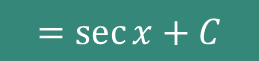 = sec x + C